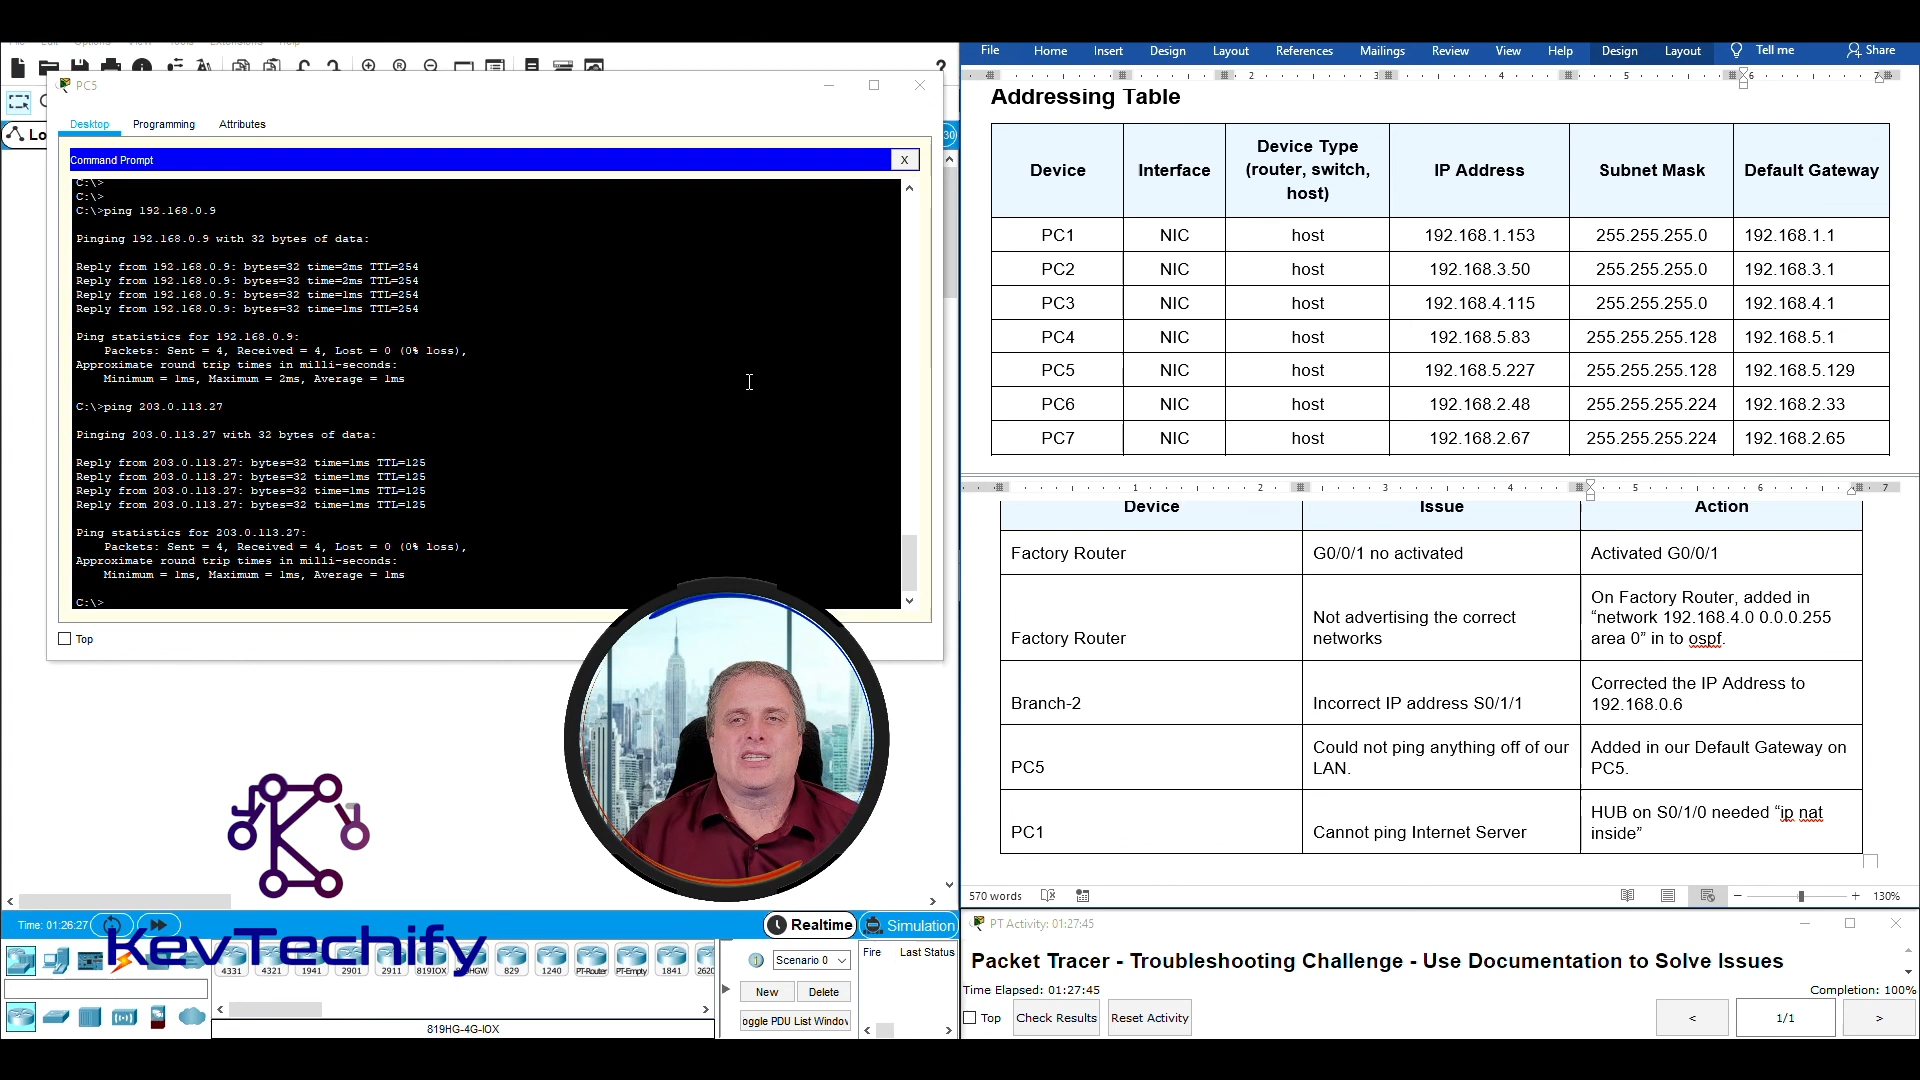 PC5
Desktop
Programming
Attributes
Command Prompt
X
C:\>
C:\>
C:\>ping 192.168.0.9
Pinging 192.168.0.9 with 32 bytes of data:
Reply from 192.168.0.9: bytes=32 time=2ms TTL=254
Reply from 192.168.0.9: bytes=32 time=2ms TTL=254
Reply from 192.168.0.9: bytes=32 time=1ms TTL=254
Reply from 192.168.0.9: bytes=32 time=1ms TTL=254
Ping statistics for 192.168.0.9:
Packets: Sent = 4, Received = 4, Lost = 0 (0% loss),
Approximate round trip times in milli-seconds:
Minimum = 1ms, Maximum = 2ms, Average = 1ms
C:\>ping 203.0.113.27
Pinging 203.0.113.27 with 32 bytes of data:
Reply from 203.0.113.27: bytes=32 time=1ms TTL=125
Reply from 203.0.113.27: bytes=32 time=1ms TTL=125
Reply from 203.0.113.27: bytes=32 time=1ms TTL=125
Reply from 203.0.113.27: bytes=32 time=1ms TTL=125
Ping statistics for 203.0.113.27:
Packets: Sent = 4, Received = 4, Lost = 0 (0% loss),
Approximate round trip times in milli-seconds:
Minimum = 1ms, Maximum = 1ms, Average = 1ms
C:\>
Top
Time: 01:26:27
Realtime
Simulation
KevTechify
4331 4321 1941 2901 2911 819IOX 829 1240 PT-Router PT-Empty 1841 2620
819HG-4G-IOX
Scenario 0
New
Delete
oggle PDU List Window
Fire
Last Status
File Home Insert Design Layout References Mailings Review View Help Design Layout Tell me Share
Addressing Table
Device Interface Device Type (router, switch, host) IP Address Subnet Mask Default Gateway
PC1 NIC host 192.168.1.153 255.255.255.0 192.168.1.1
PC2 NIC host 192.168.3.50 255.255.255.0 192.168.3.1
PC3 NIC host 192.168.4.115 255.255.255.0 192.168.4.1
PC4 NIC host 192.168.5.83 255.255.255.128 192.168.5.1
PC5 NIC host 192.168.5.227 255.255.255.128 192.168.5.129
PC6 NIC host 192.168.2.48 255.255.255.224 192.168.2.33
PC7 NIC host 192.168.2.67 255.255.255.224 192.168.2.65
Device Issue Action
Factory Router G0/0/1 no activated Activated G0/0/1
Factory Router Not advertising the correct networks On Factory Router, added in “network 192.168.4.0 0.0.0.255 area 0” in to ospf.
Branch-2 Incorrect IP address S0/1/1 Corrected the IP Address to 192.168.0.6
PC5 Could not ping anything off of our LAN. Added in our Default Gateway on PC5.
PC1 Cannot ping Internet Server HUB on S0/1/0 needed “ip nat inside”
570 words
130%
PT Activity: 01:27:45
Packet Tracer - Troubleshooting Challenge - Use Documentation to Solve Issues
Time Elapsed: 01:27:45
Completion: 100%
Top
Check Results
Reset Activity
<
1/1
>